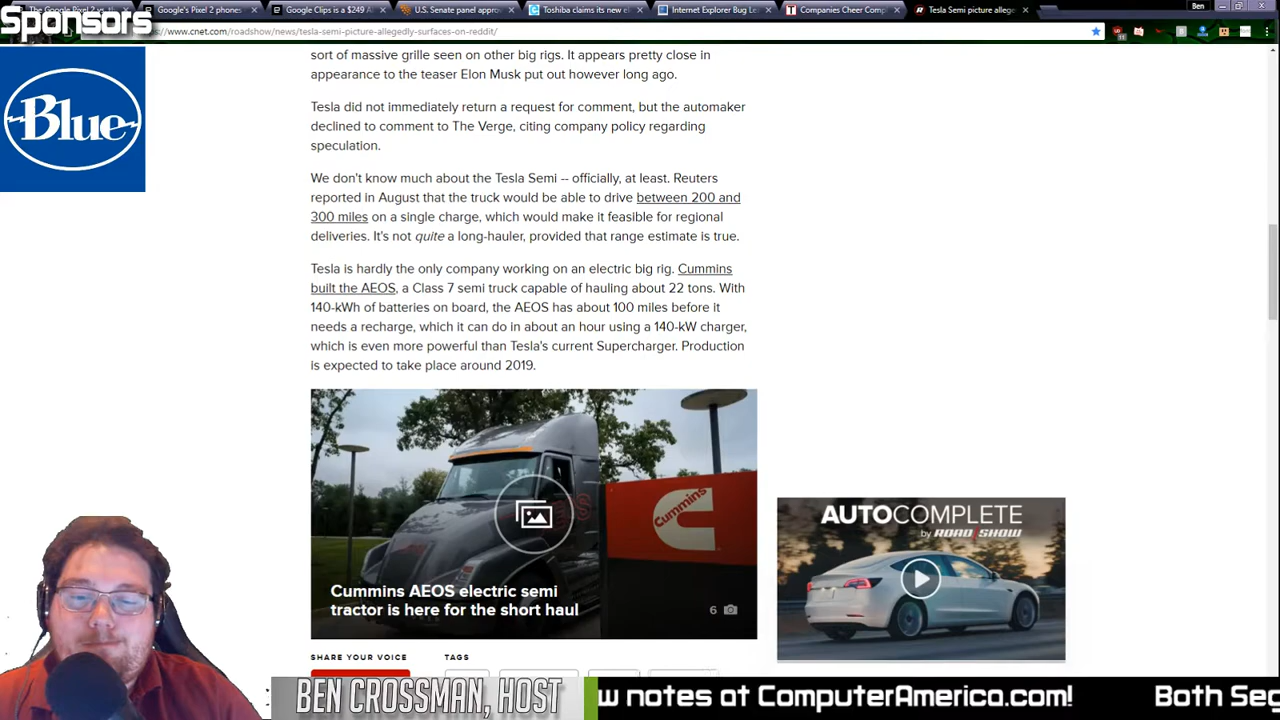 Sponsors
Google's Pixel 2 phones
Google Clips is a $249 A
U.S. Senate panel approv
Toshiba claims its new el
Internet Explorer Bug Le
Companies Cheer Comp
Tesla Semi picture allege
Ben
www.cnet.com/roadshow/news/tesla-semi-picture-allegedly-surfaces-on-reddit/
Blue
sort of massive grille seen on other big rigs. It appears pretty close in
appearance to the teaser Elon Musk put out however long ago.
Tesla did not immediately return a request for comment, but the automaker
declined to comment to The Verge, citing company policy regarding
speculation.
We don't know much about the Tesla Semi -- officially, at least. Reuters
reported in August that the truck would be able to drive between 200 and
300 miles on a single charge, which would make it feasible for regional
deliveries. It's not quite a long-hauler, provided that range estimate is true.
Tesla is hardly the only company working on an electric big rig. Cummins
built the AEOS, a Class 7 semi truck capable of hauling about 22 tons. With
140-kWh of batteries on board, the AEOS has about 100 miles before it
needs a recharge, which it can do in about an hour using a 140-kW charger,
which is even more powerful than Tesla's current Supercharger. Production
is expected to take place around 2019.
Cummins
Cummins AEOS electric semi
tractor is here for the short haul
6
AUTOCOMPLETE
by ROAD/SHOW
SHARE YOUR VOICE
TAGS
BEN CROSSMAN, HOST
w notes at ComputerAmerica.com!
Both Seg